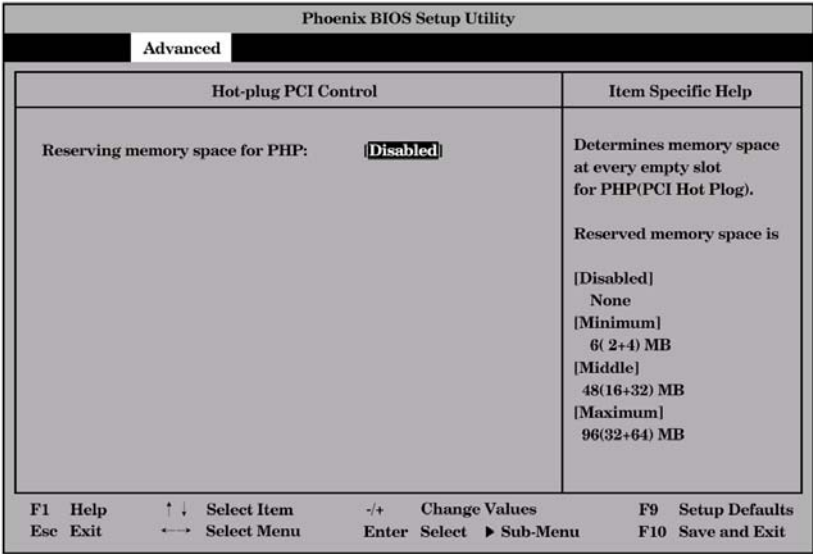 Phoenix BIOS Setup Utility
Advanced
Hot-plug PCI Control
Item Specific Help
Reserving memory space for PHP: [Disabled]
Determines memory space
at every empty slot
for PHP(PCI Hot Plog).
Reserved memory space is
[Disabled]
None
[Minimum]
6( 2+4) MB
[Middle]
48(16+32) MB
[Maximum]
96(32+64) MB
F1 Help ↑ ↓ Select Item -/+ Change Values F9 Setup Defaults
Esc Exit ←→ Select Menu Enter Select ▶ Sub-Menu F10 Save and Exit